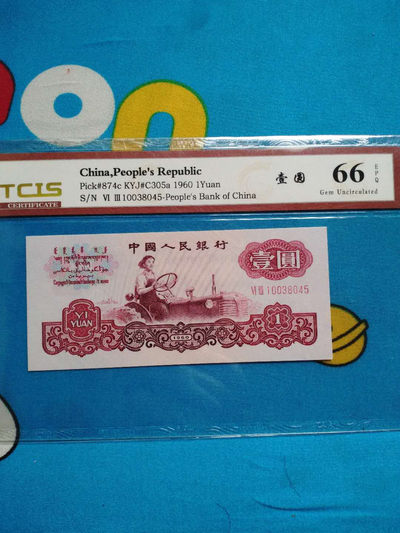 on
TCIS
CERTIFICATE
China,People's Republic
Pick#874c KYJ#C305a 1960 1Yuan
S/N Ⅵ Ⅲ 10038045-People's Bank of China
壹圆
66 EPQ
Gem Uncirculated
中國人民銀行
壹圓
Ⅵ Ⅲ 10038045
YI
YUAN
1960
1